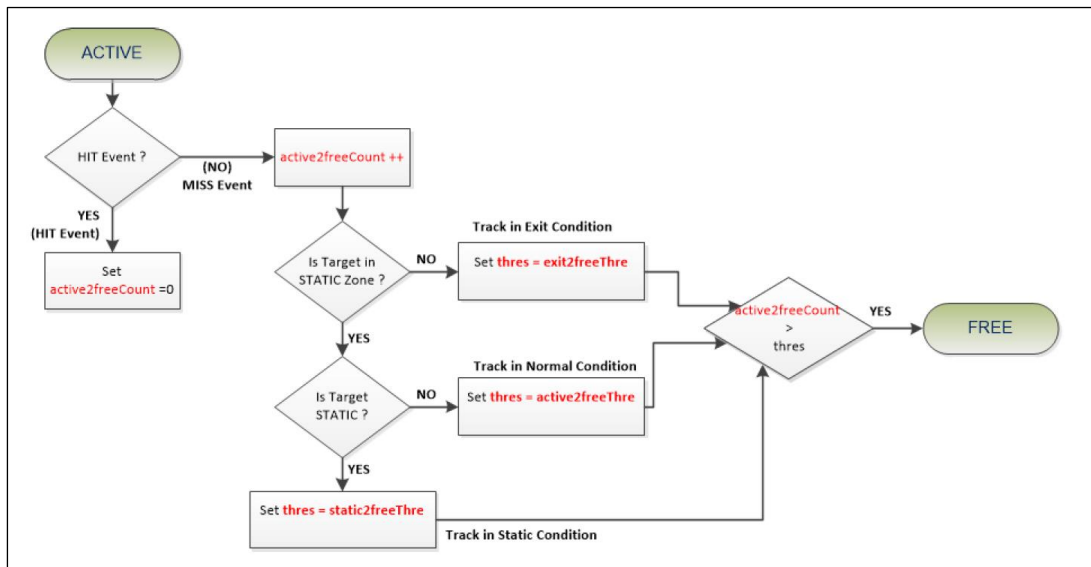 ACTIVE
HIT Event ?
(NO)
MISS Event
active2freeCount ++
YES
(HIT Event)
Set
active2freeCount =0
Is Target in
STATIC Zone ?
NO
Track in Exit Condition
Set thres = exit2freeThre
active2freeCount
>
thres
YES
FREE
YES
Is Target
STATIC ?
NO
Track in Normal Condition
Set thres = active2freeThre
YES
Set thres = static2freeThre
Track in Static Condition